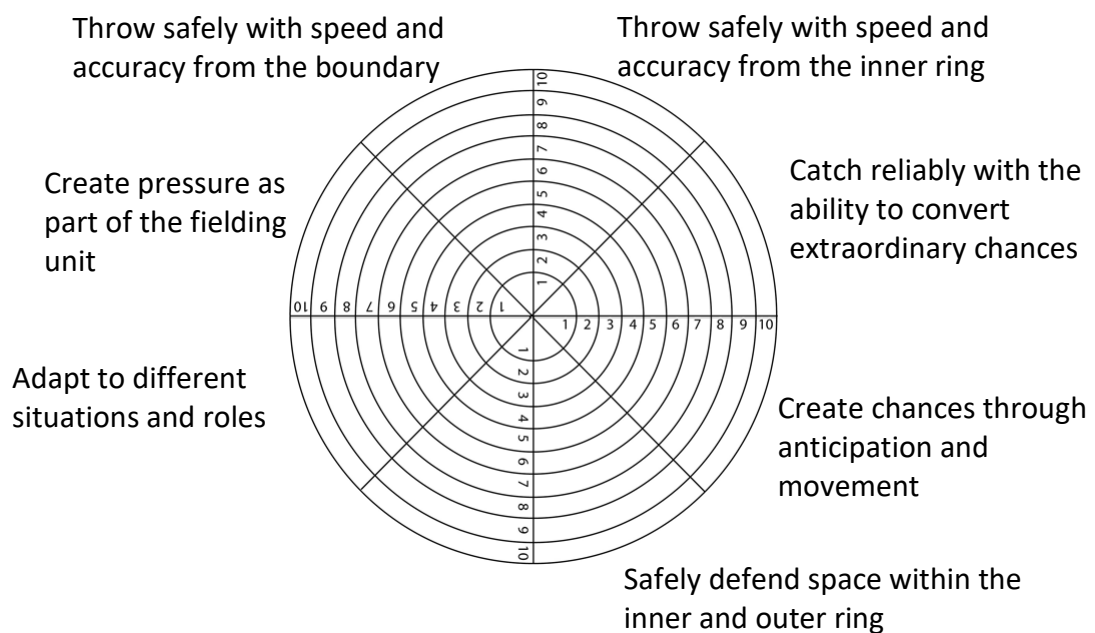 Throw safely with speed and
accuracy from the boundary
Throw safely with speed and
accuracy from the inner ring
Create pressure as
part of the fielding
unit
Catch reliably with the
ability to convert
extraordinary chances
10
9
8
7
6
5
4
3
2
1
10 9 8 7 6 5 4 3 2 1
1 2 3 4 5 6 7 8 9 10
1
2
3
4
5
6
7
8
9
10
Adapt to different
situations and roles
Create chances through
anticipation and
movement
Safely defend space within the
inner and outer ring